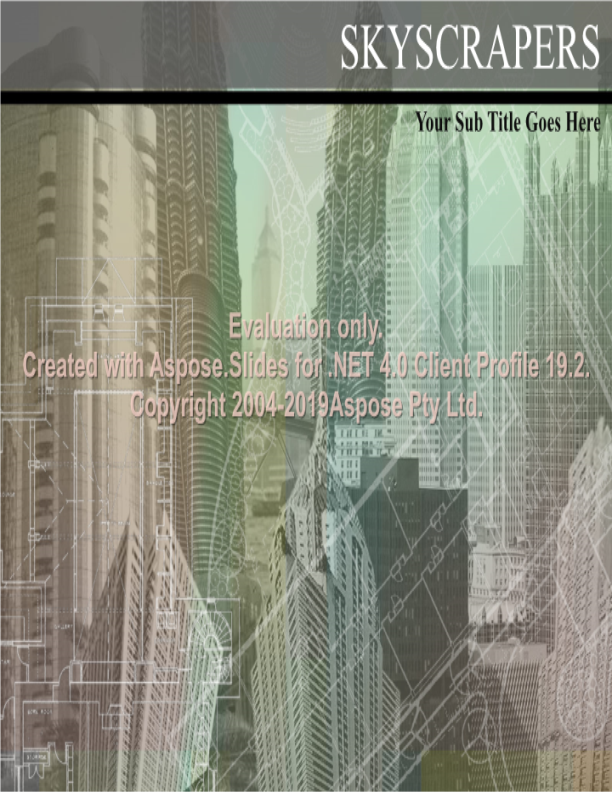 SKYSCRAPERS
Your Sub Title Goes Here
Evaluation only.
Created with Aspose.Slides for .NET 4.0 Client Profile 19.2.
Copyright 2004-2019Aspose Pty Ltd.